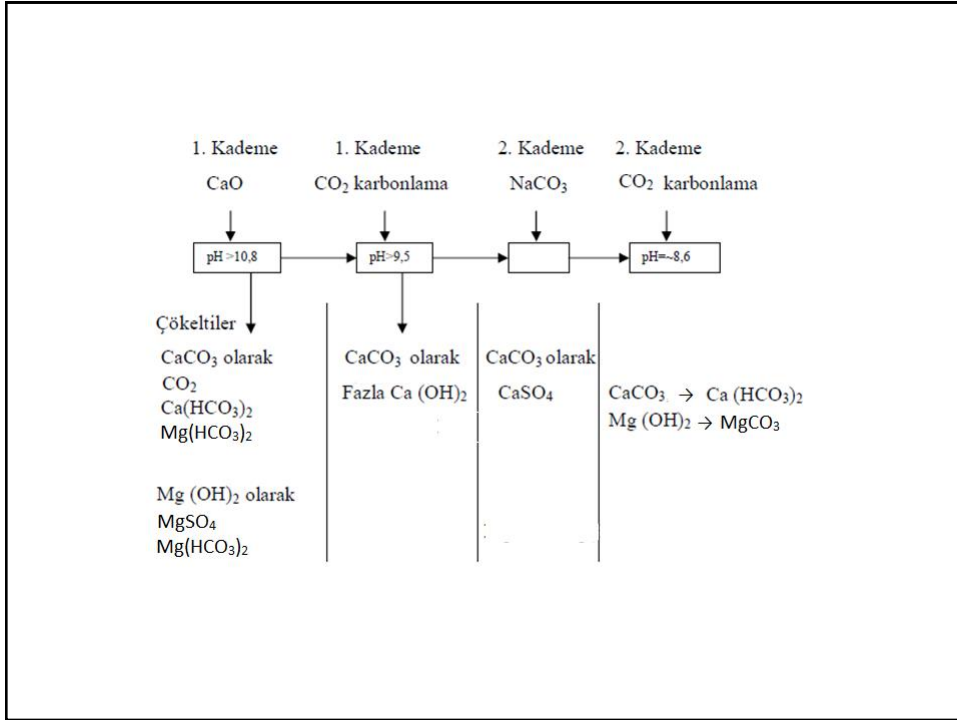 1. Kademe 1. Kademe 2. Kademe 2. Kademe
CaO CO₂ karbonlama NaCO₃ CO₂ karbonlama
pH >10,8 pH>9,5 pH=~8,6
Çökeltiler
CaCO₃ olarak
CO₂
Ca(HCO₃)₂
Mg(HCO₃)₂
Mg (OH)₂ olarak
MgSO₄
Mg(HCO₃)₂
CaCO₃ olarak
Fazla Ca (OH)₂
CaCO₃ olarak
CaSO₄
CaCO₃ → Ca (HCO₃)₂
Mg (OH)₂ → MgCO₃